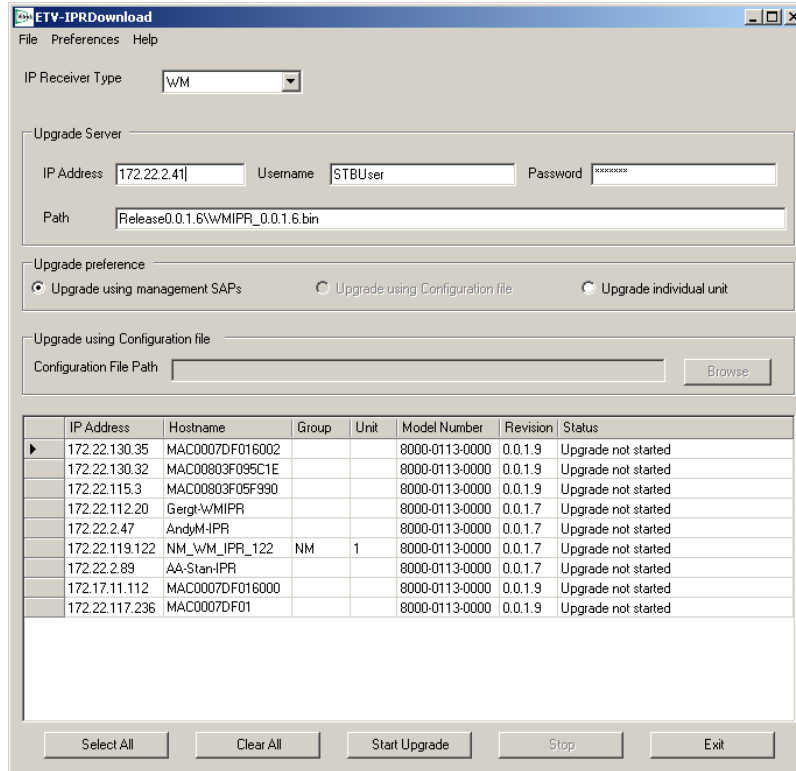 ETV-IPRDownload
File Preferences Help
IP Receiver Type WM
Upgrade Server
IP Address 172.22.2.41 Username STBUser Password *******
Path Release0.0.1.6\WMIPR_0.0.1.6.bin
Upgrade preference
Upgrade using management SAPs Upgrade using Configuration file Upgrade individual unit
Upgrade using Configuration file
Configuration File Path Browse
IP Address Hostname Group Unit Model Number Revision Status
172.22.130.35 MAC0007DF016002 8000-0113-0000 0.0.1.9 Upgrade not started
172.22.130.32 MAC00803F095C1E 8000-0113-0000 0.0.1.9 Upgrade not started
172.22.115.3 MAC00803F05F990 8000-0113-0000 0.0.1.9 Upgrade not started
172.22.112.20 Gergt-WMIPR 8000-0113-0000 0.0.1.7 Upgrade not started
172.22.2.47 AndyM-IPR 8000-0113-0000 0.0.1.7 Upgrade not started
172.22.119.122 NM_WM_IPR_122 NM 1 8000-0113-0000 0.0.1.7 Upgrade not started
172.22.2.89 AA-Stan-IPR 8000-0113-0000 0.0.1.7 Upgrade not started
172.17.11.112 MAC0007DF016000 8000-0113-0000 0.0.1.9 Upgrade not started
172.22.117.236 MAC0007DF01 8000-0113-0000 0.0.1.9 Upgrade not started
Select All Clear All Start Upgrade Stop Exit